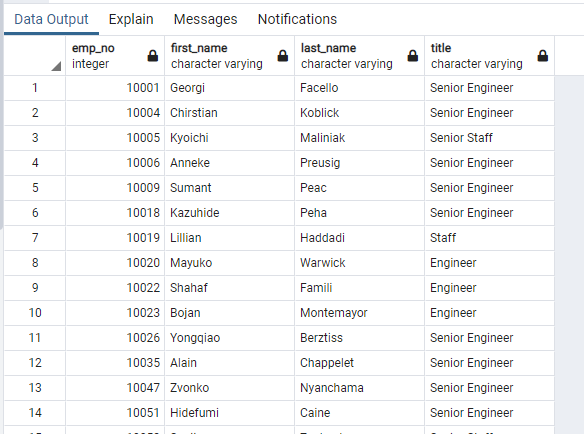 Data Output Explain Messages Notifications
emp_no first_name last_name title
integer character varying character varying character varying
1 10001 Georgi Facello Senior Engineer
2 10004 Chirstian Koblick Senior Engineer
3 10005 Kyoichi Maliniak Senior Staff
4 10006 Anneke Preusig Senior Engineer
5 10009 Sumant Peac Senior Engineer
6 10018 Kazuhide Peha Senior Engineer
7 10019 Lillian Haddadi Staff
8 10020 Mayuko Warwick Engineer
9 10022 Shahaf Famili Engineer
10 10023 Bojan Montemayor Engineer
11 10026 Yongqiao Berztiss Senior Engineer
12 10035 Alain Chappelet Senior Engineer
13 10047 Zvonko Nyanchama Senior Engineer
14 10051 Hidefumi Caine Senior Engineer